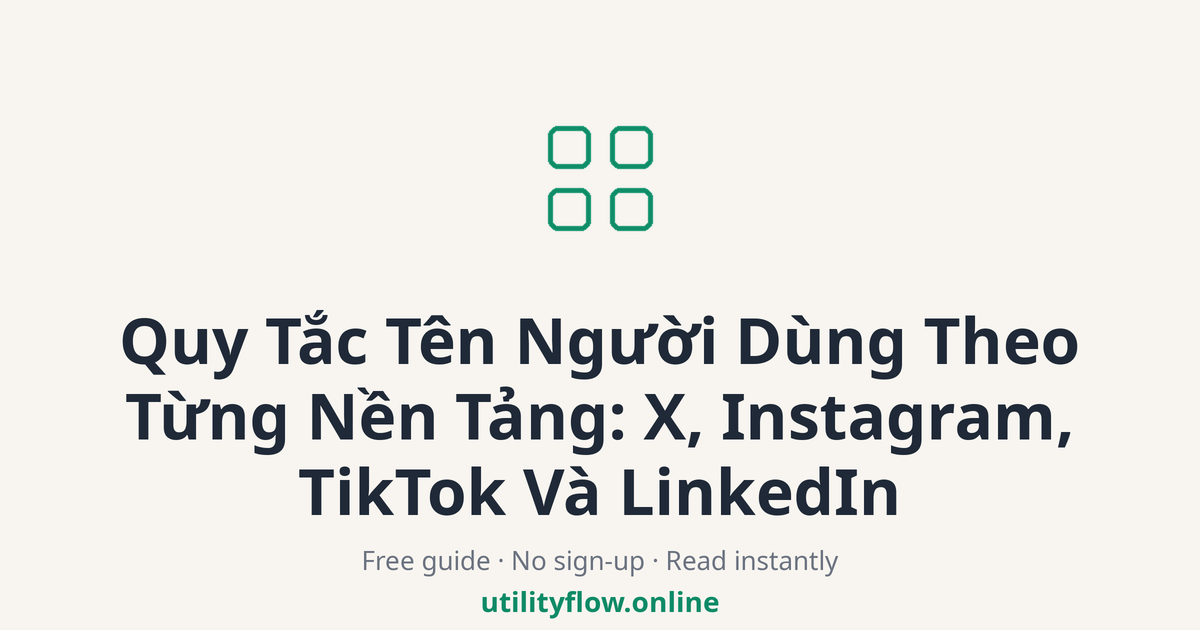 Quy Tắc Tên Người Dùng Theo
Từng Nền Tảng: X, Instagram,
TikTok Và LinkedIn
Free guide · No sign-up · Read instantly
utilityflow.online